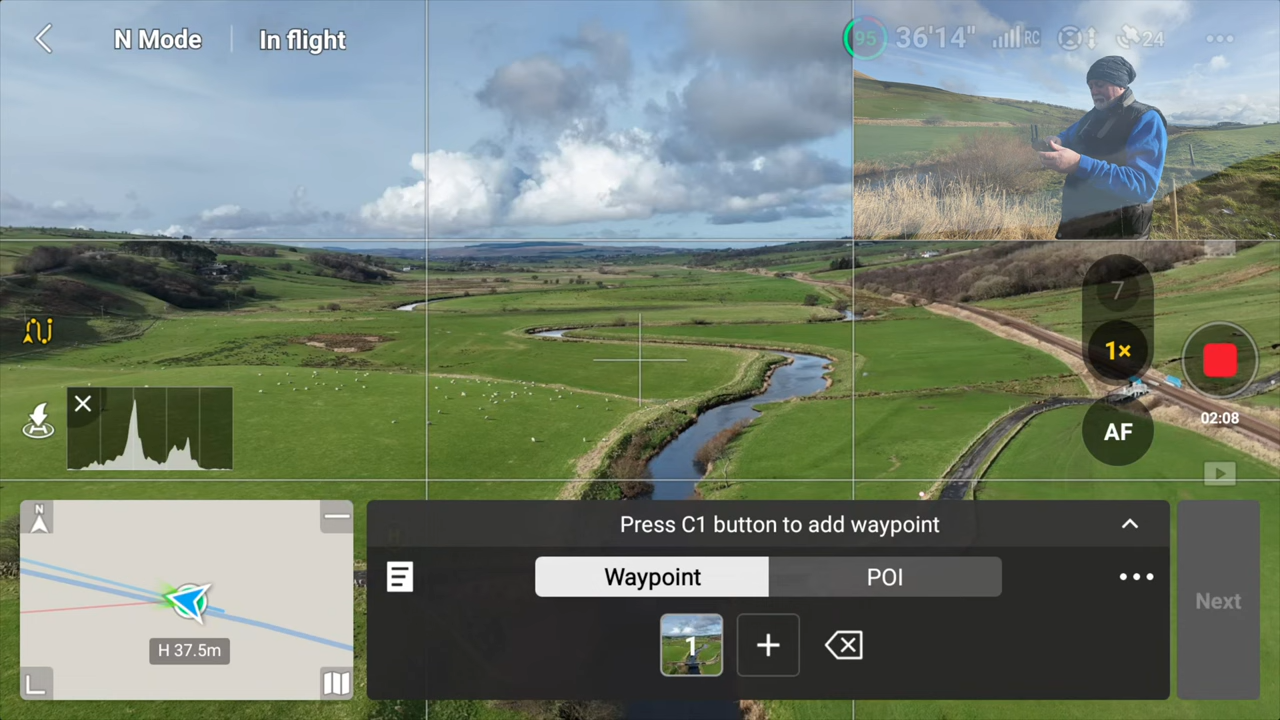 N Mode
In flight
95
36'14"
RC
24
7
1×
AF
02:08
N
H 37.5m
Press C1 button to add waypoint
Waypoint
POI
1
Next